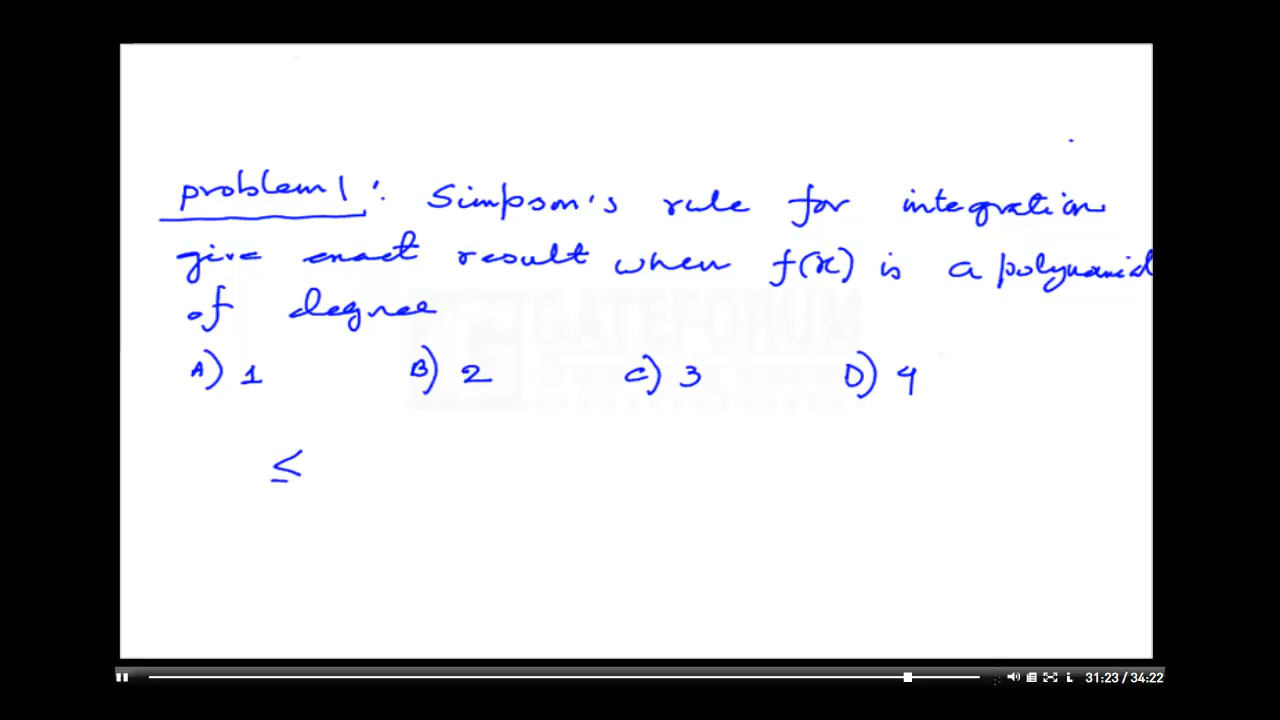 problem 1 : Simpson's rule for integration
give exact result when f(x) is a polynomial
of degree
A) 1 B) 2 C) 3 D) 4
≤
GATEFORUM
31:23 / 34:22